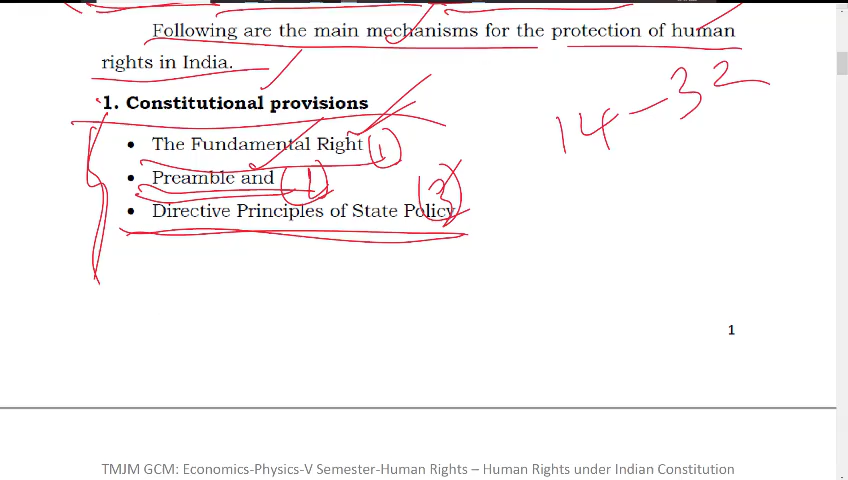 Following are the main mechanisms for the protection of human
rights in India.
1. Constitutional provisions
14-32
• The Fundamental Right 1
• Preamble and
• Directive Principles of State Policy
1
TMJM GCM: Economics-Physics-V Semester-Human Rights – Human Rights under Indian Constitution